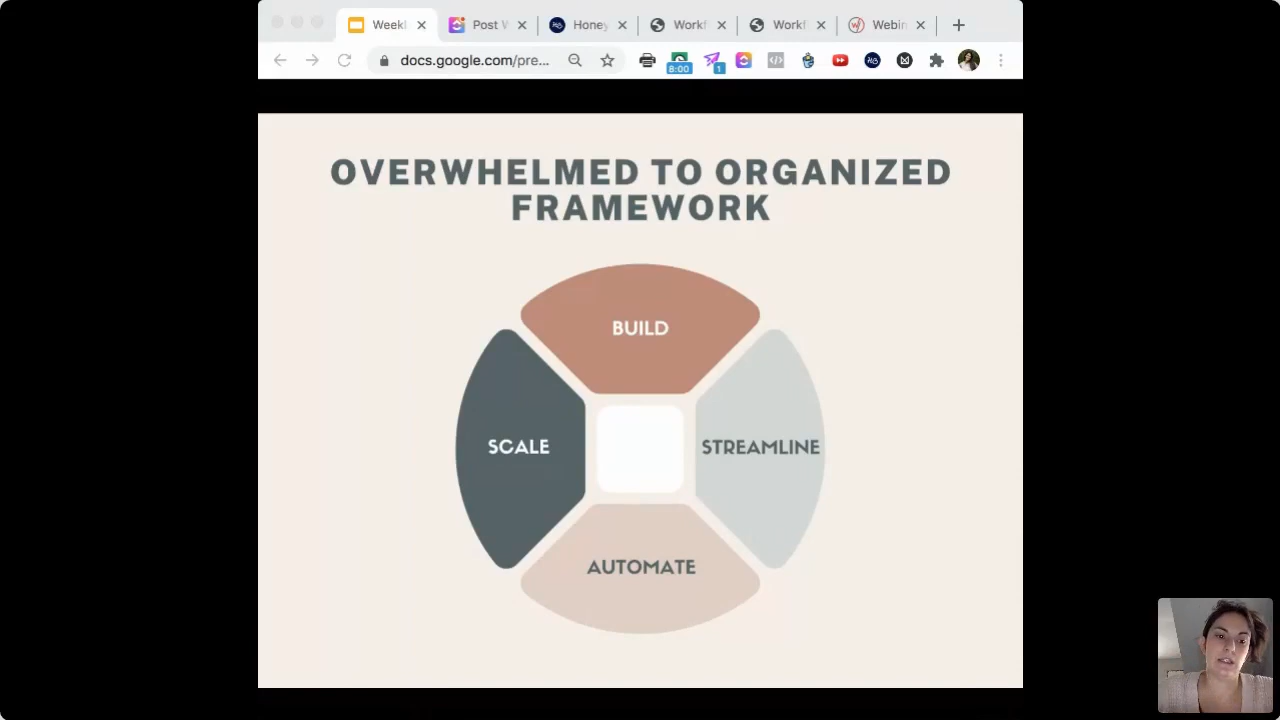 Weekl
Post W
Honey
Workf
Workf
Webin
docs.google.com/pre...
8:00
1
OVERWHELMED TO ORGANIZED
FRAMEWORK
BUILD
SCALE
STREAMLINE
AUTOMATE